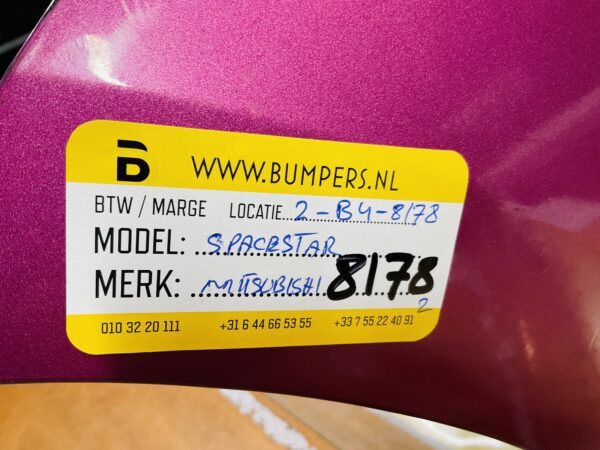 B WWW.BUMPERS.NL
BTW / MARGE LOCATIE...2-B4-8178
MODEL: SPACESTAR
MERK: MITSUBISHI 8178
2
010 32 20 111 +31 6 44 66 53 55 +33 7 55 22 40 91